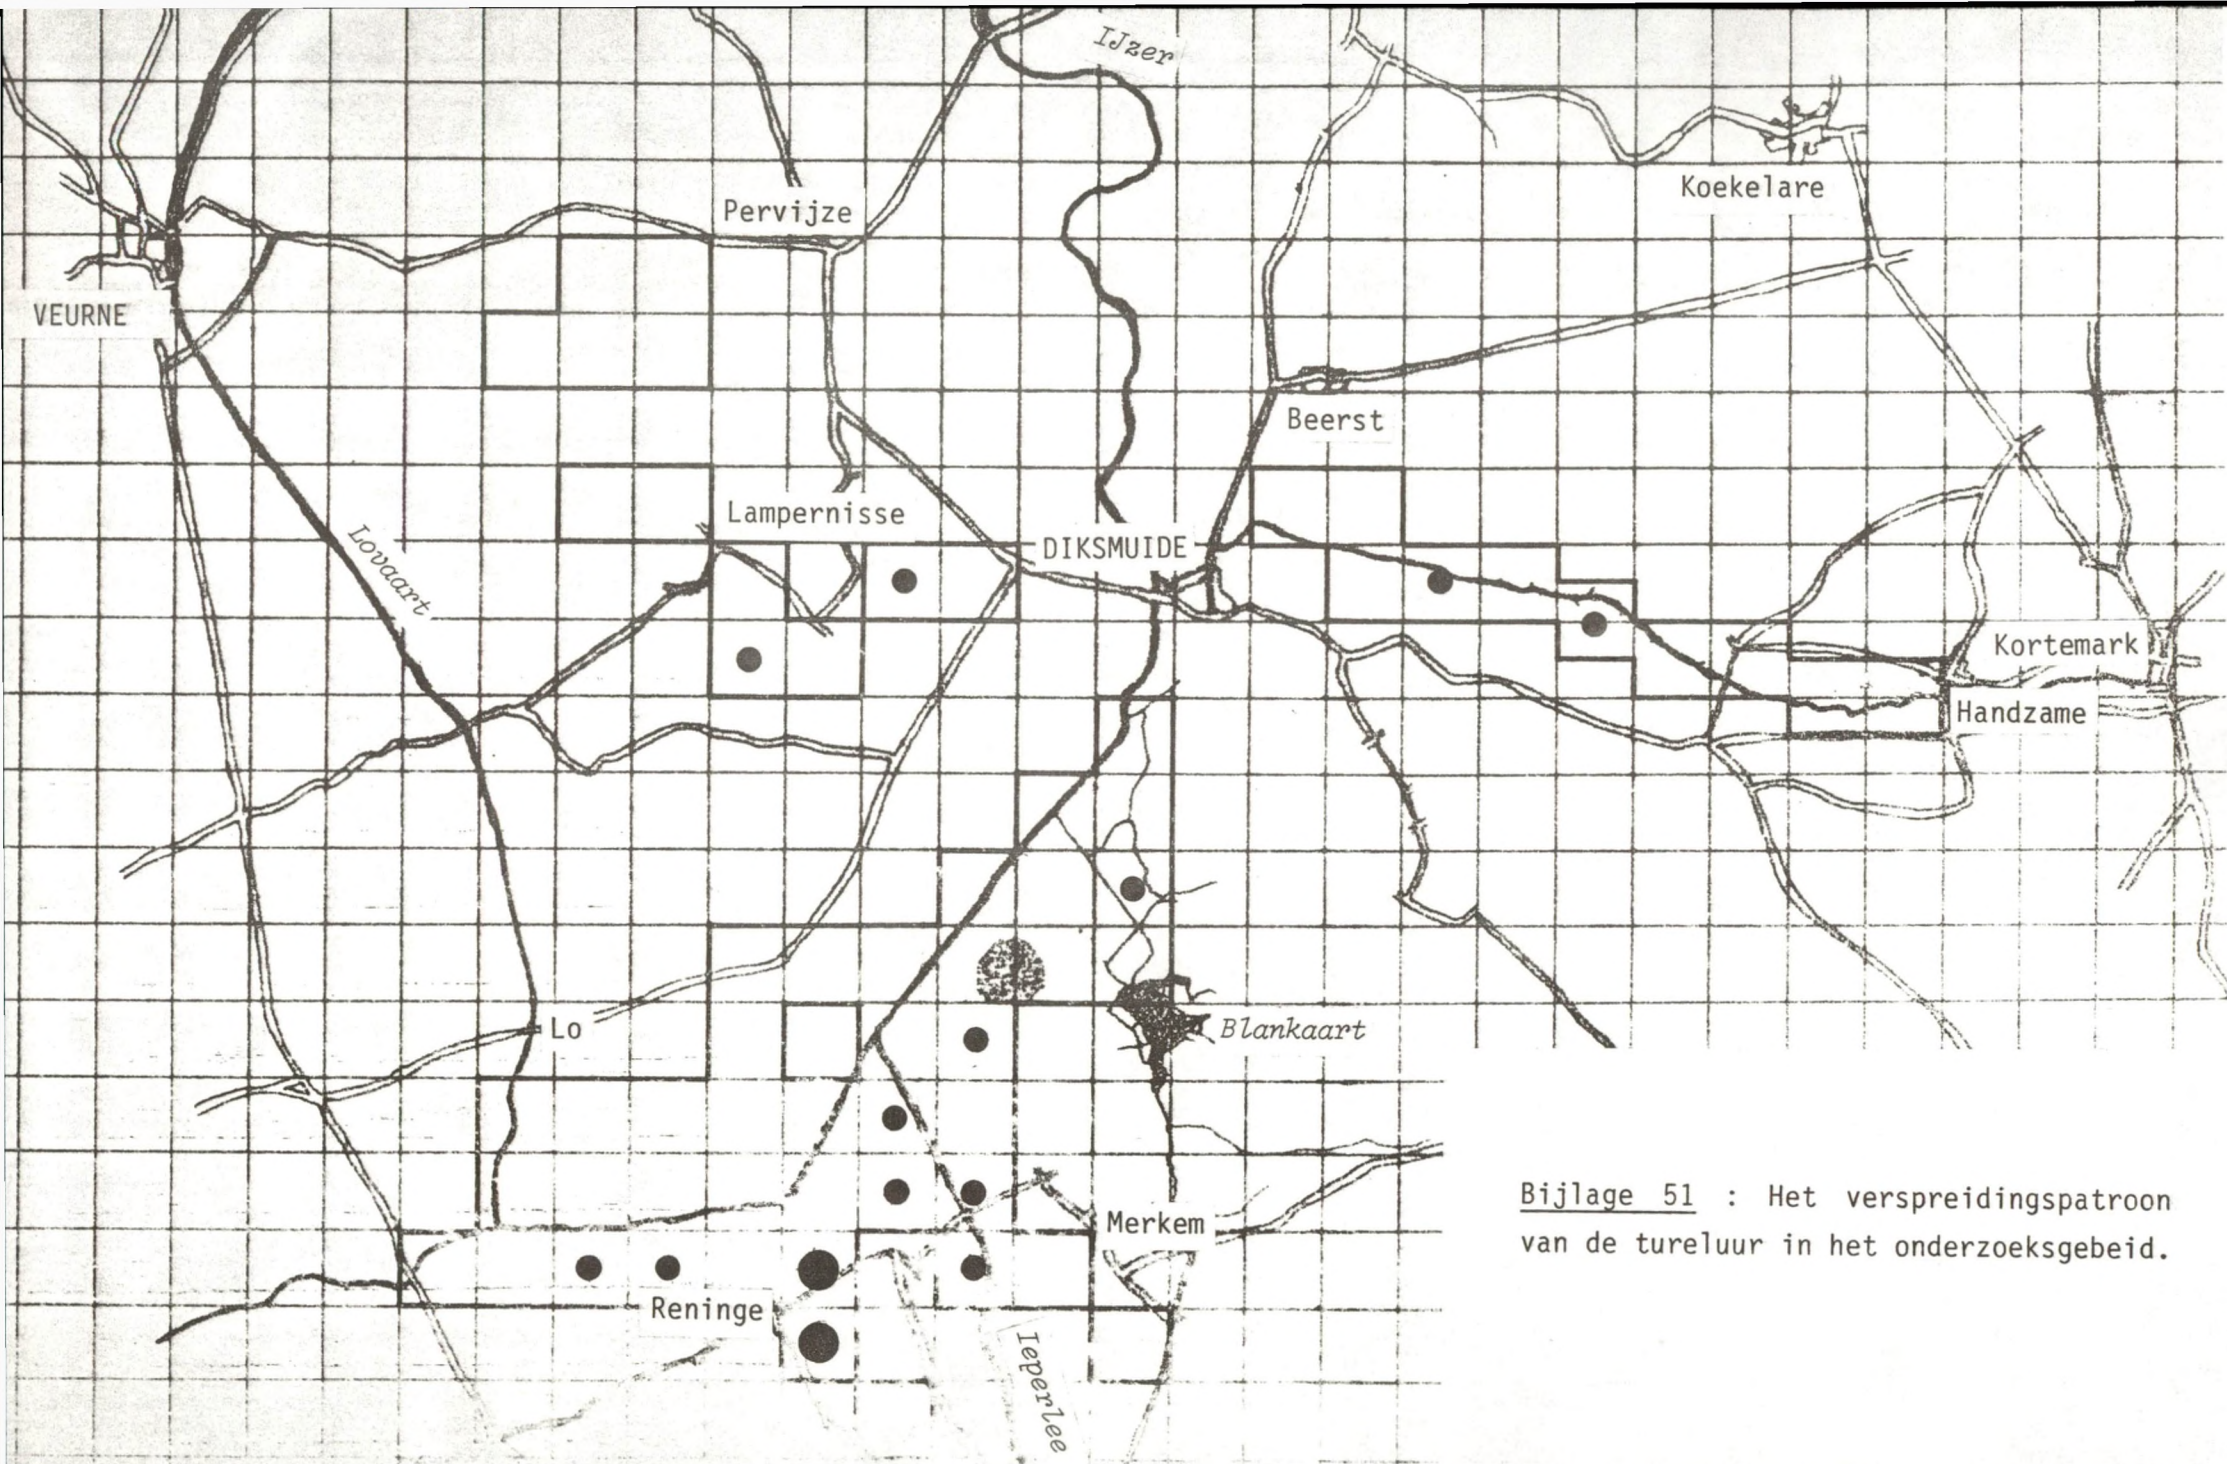 IJzer
Koekelare
Pervijze
VEURNE
Beerst
Lampernisse
DIKSMUIDE
Lovaart
Kortemark
Handzame
Lo
Blankaart
Merkem
Reninge
Ieperlee
Bijlage 51 : Het verspreidingspatroon
van de tureluur in het onderzoeksgebeid.